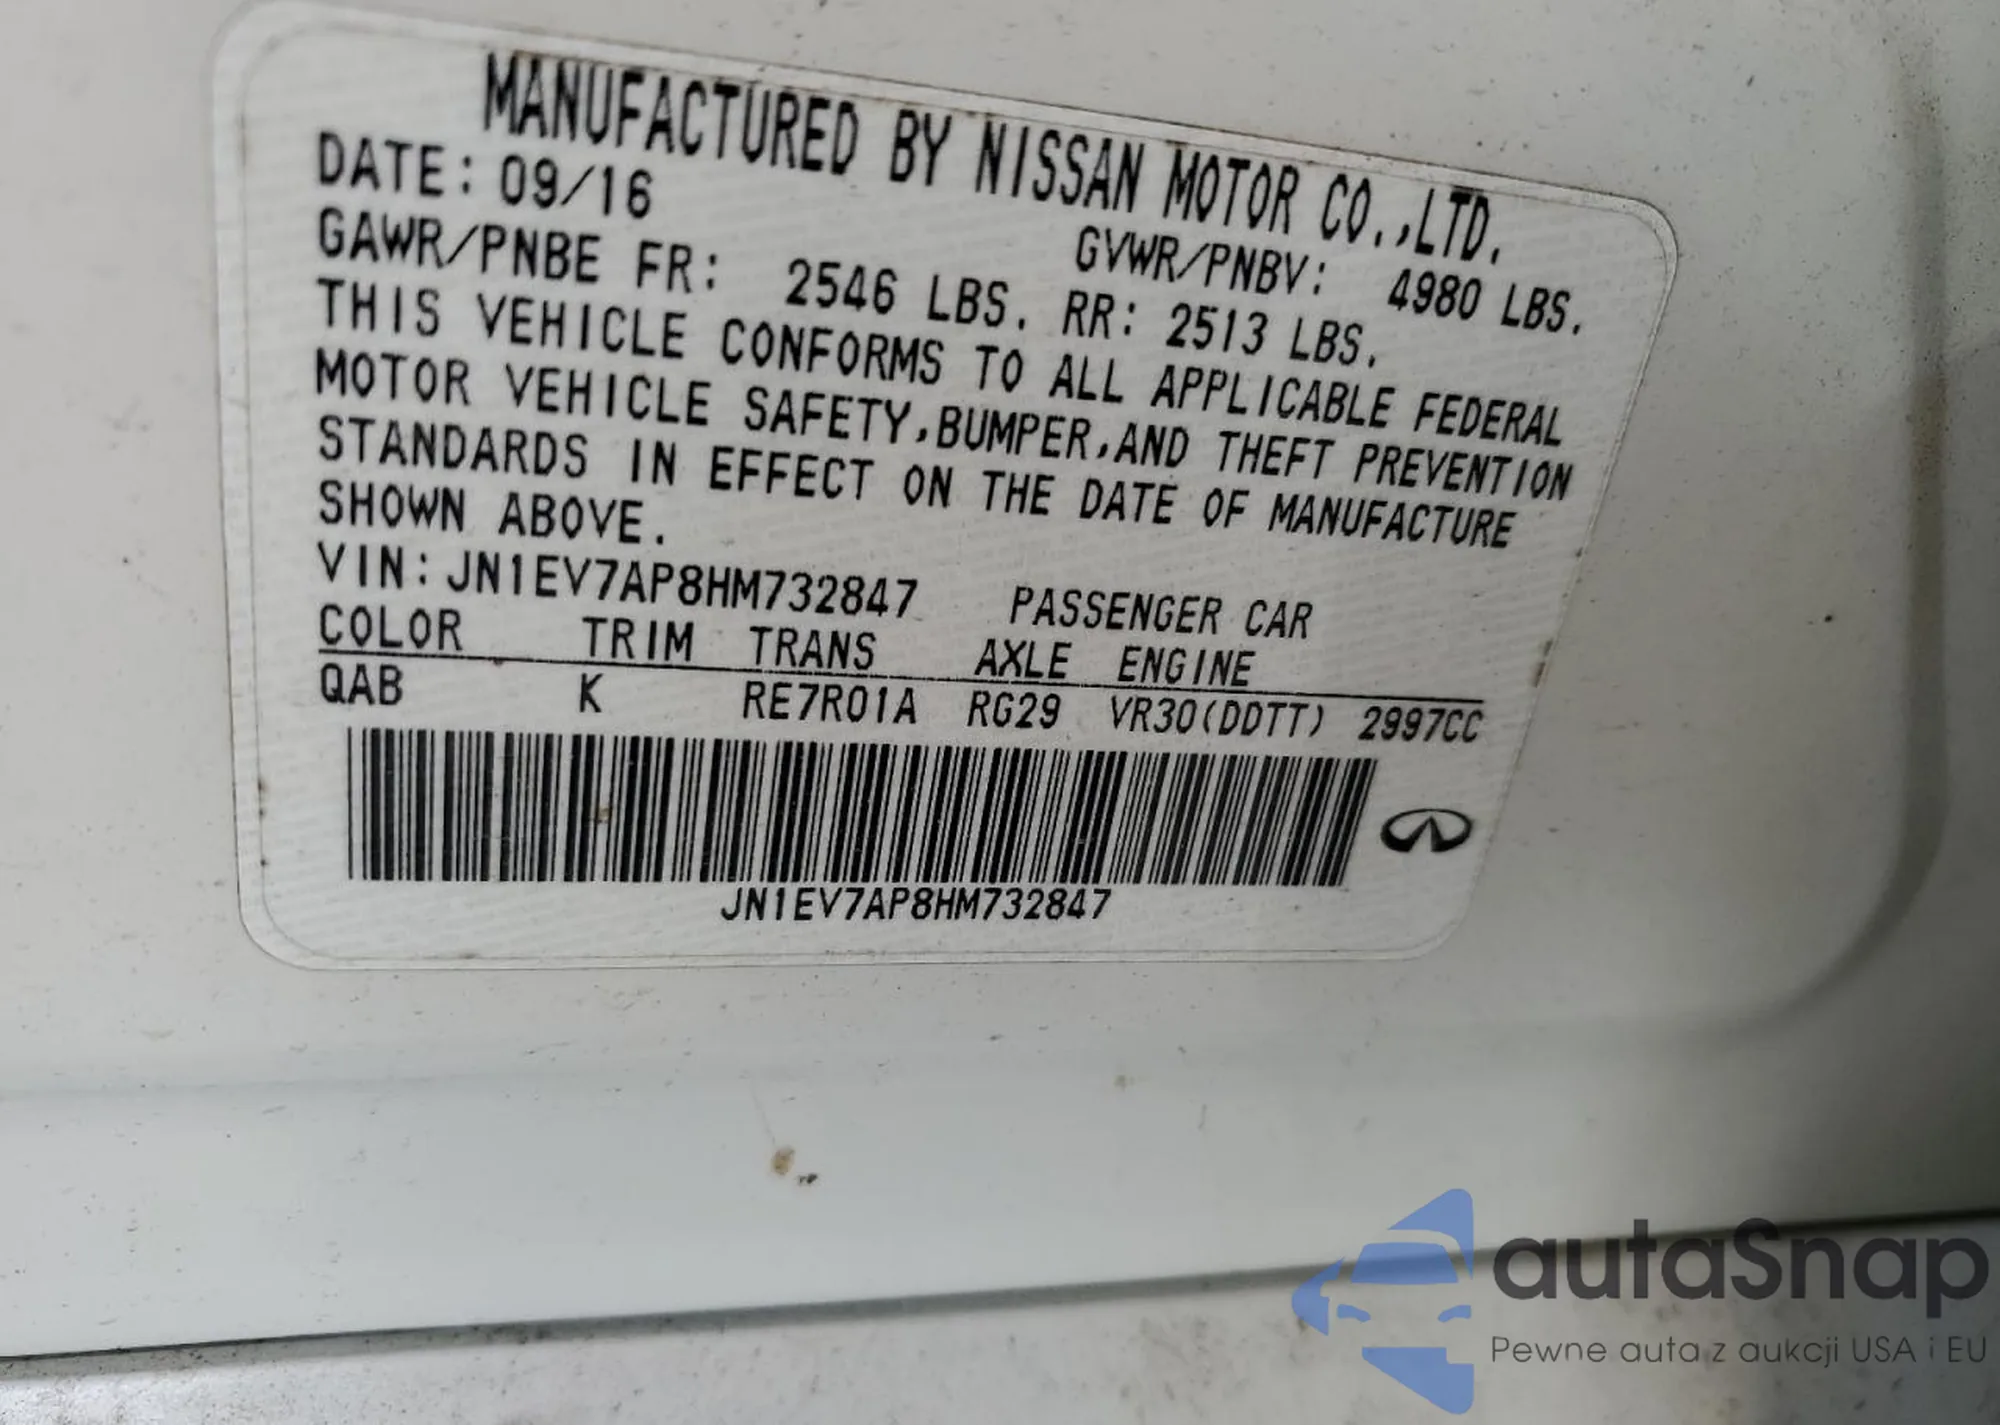 MANUFACTURED BY NISSAN MOTOR CO.,LTD.
DATE: 09/16 GVWR/PNBV: 4980 LBS.
GAWR/PNBE FR: 2546 LBS. RR: 2513 LBS.
THIS VEHICLE CONFORMS TO ALL APPLICABLE FEDERAL
MOTOR VEHICLE SAFETY,BUMPER,AND THEFT PREVENTION
STANDARDS IN EFFECT ON THE DATE OF MANUFACTURE
SHOWN ABOVE.
VIN: JN1EV7AP8HM732847 PASSENGER CAR
COLOR TRIM TRANS AXLE ENGINE
QAB K RE7R01A RG29 VR30(DDTT) 2997CC
JN1EV7AP8HM732847
autaSnap
Pewne auta z aukcji USA i EU